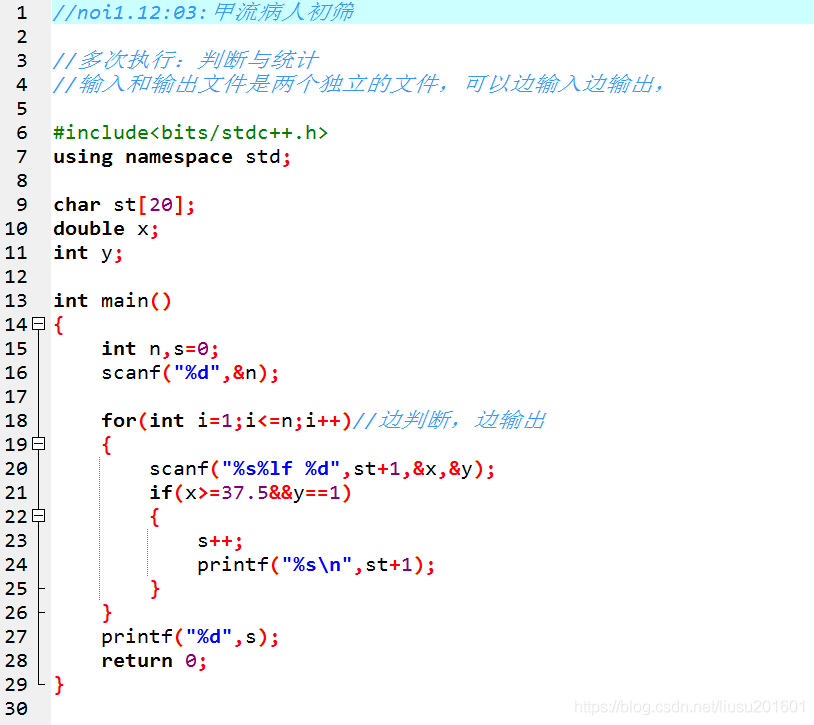 1 //noi1.12:03:甲流病人初筛
2
3 //多次执行：判断与统计
4 //输入和输出文件是两个独立的文件，可以边输入边输出，
5
6 #include<bits/stdc++.h>
7 using namespace std;
8
9 char st[20];
10 double x;
11 int y;
12
13 int main()
14 {
15     int n,s=0;
16     scanf("%d",&n);
17
18     for(int i=1;i<=n;i++)//边判断，边输出
19     {
20         scanf("%s%lf %d",st+1,&x,&y);
21         if(x>=37.5&&y==1)
22         {
23             s++;
24             printf("%s\n",st+1);
25         }
26     }
27     printf("%d",s);
28     return 0;
29 }
30
https://blog.csdn.net/liusu201601